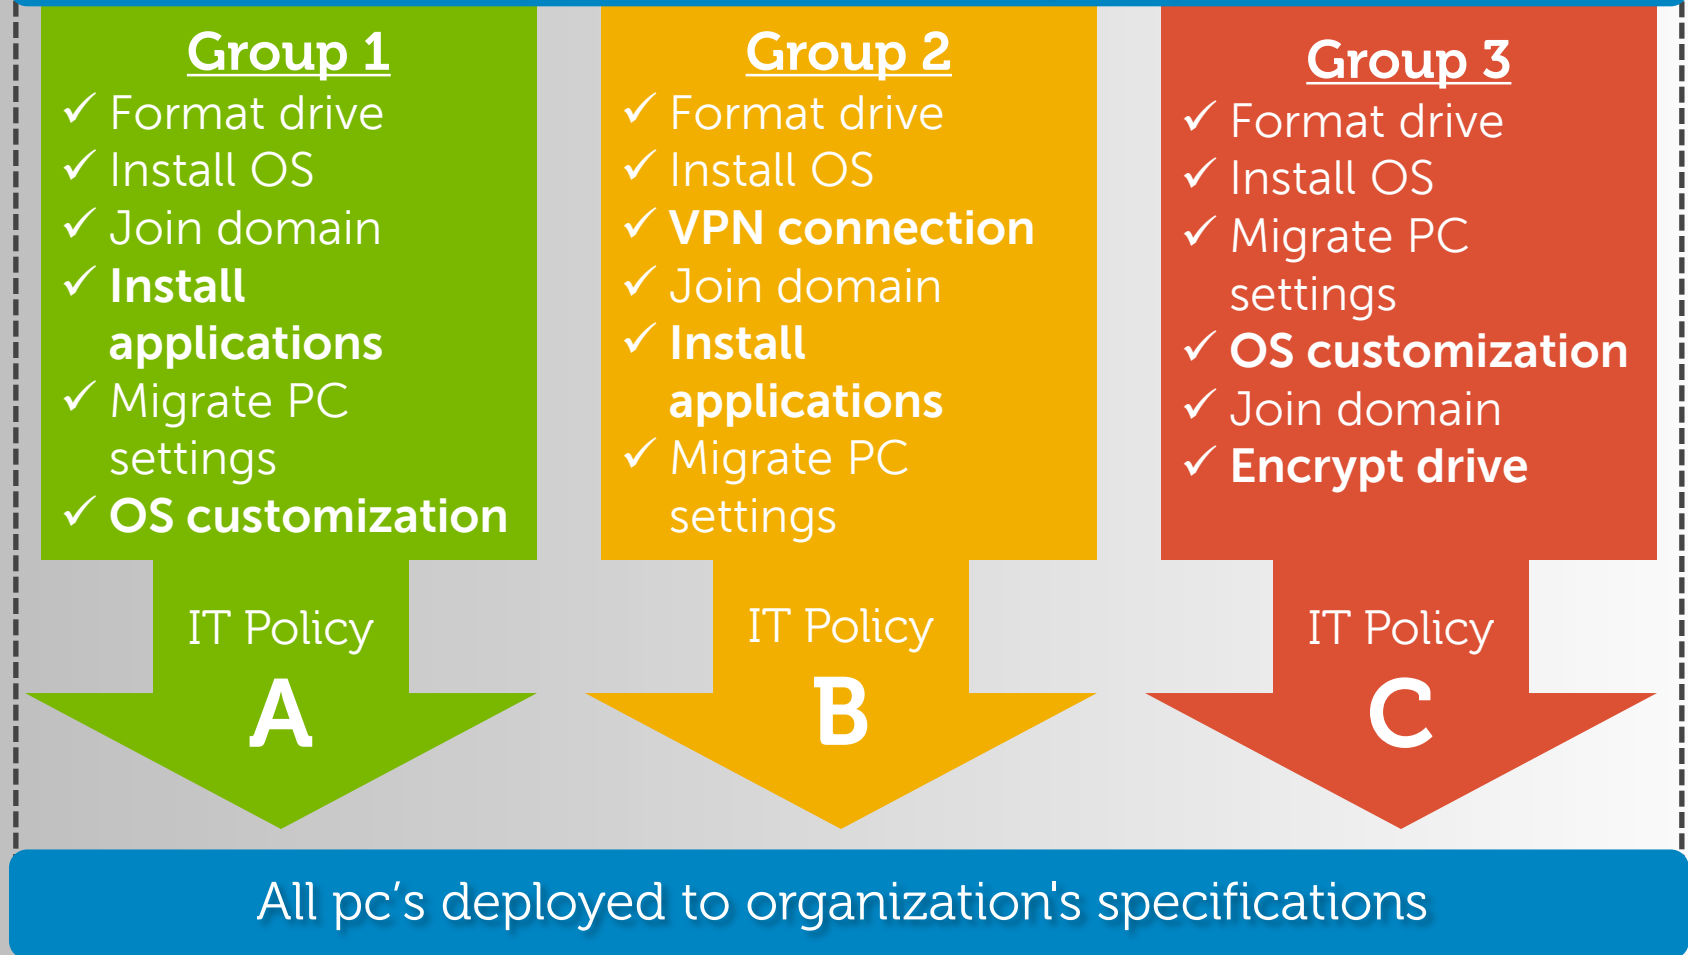 Group 1
✓ Format drive
✓ Install OS
✓ Join domain
✓ Install
applications
✓ Migrate PC
settings
✓ OS customization
IT Policy
A
Group 2
✓ Format drive
✓ Install OS
✓ VPN connection
✓ Join domain
✓ Install
applications
✓ Migrate PC
settings
IT Policy
B
Group 3
✓ Format drive
✓ Install OS
✓ Migrate PC
settings
✓ OS customization
✓ Join domain
✓ Encrypt drive
IT Policy
C
All pc’s deployed to organization's specifications